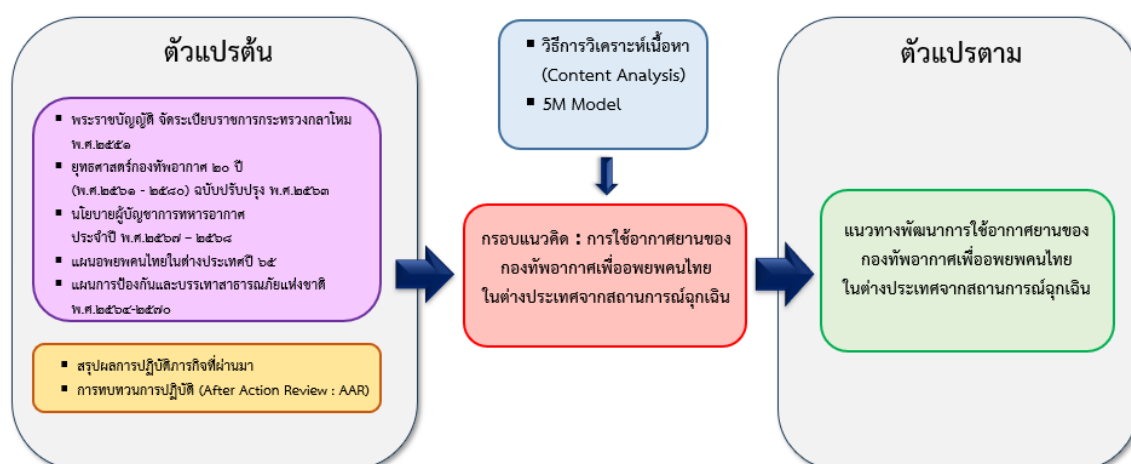 ตัวแปรต้น
▪ พระราชบัญญัติ จัดระเบียบราชการกระทรวงกลาโหม
พ.ศ.๒๕๕๑
▪ ยุทธศาสตร์กองทัพอากาศ ๒๐ ปี
(พ.ศ.๒๕๖๑ - ๒๕๘๐) ฉบับปรับปรุง พ.ศ.๒๕๖๓
▪ นโยบายผู้บัญชาการทหารอากาศ
ประจำปี พ.ศ.๒๕๖๗ – ๒๕๖๘
▪ แผนอพยพคนไทยในต่างประเทศปี ๖๕
▪ แผนการป้องกันและบรรเทาสาธารณภัยแห่งชาติ
พ.ศ.๒๕๖๔-๒๕๗๐
▪ สรุปผลการปฏิบัติภารกิจที่ผ่านมา
▪ การทบทวนการปฏิบัติ (After Action Review : AAR)
▪ วิธีการวิเคราะห์เนื้อหา
(Content Analysis)
▪ 5M Model
กรอบแนวคิด : การใช้อากาศยานของ
กองทัพอากาศเพื่ออพยพคนไทย
ในต่างประเทศจากสถานการณ์ฉุกเฉิน
ตัวแปรตาม
แนวทางพัฒนาการใช้อากาศยานของ
กองทัพอากาศเพื่ออพยพคนไทย
ในต่างประเทศจากสถานการณ์ฉุกเฉิน